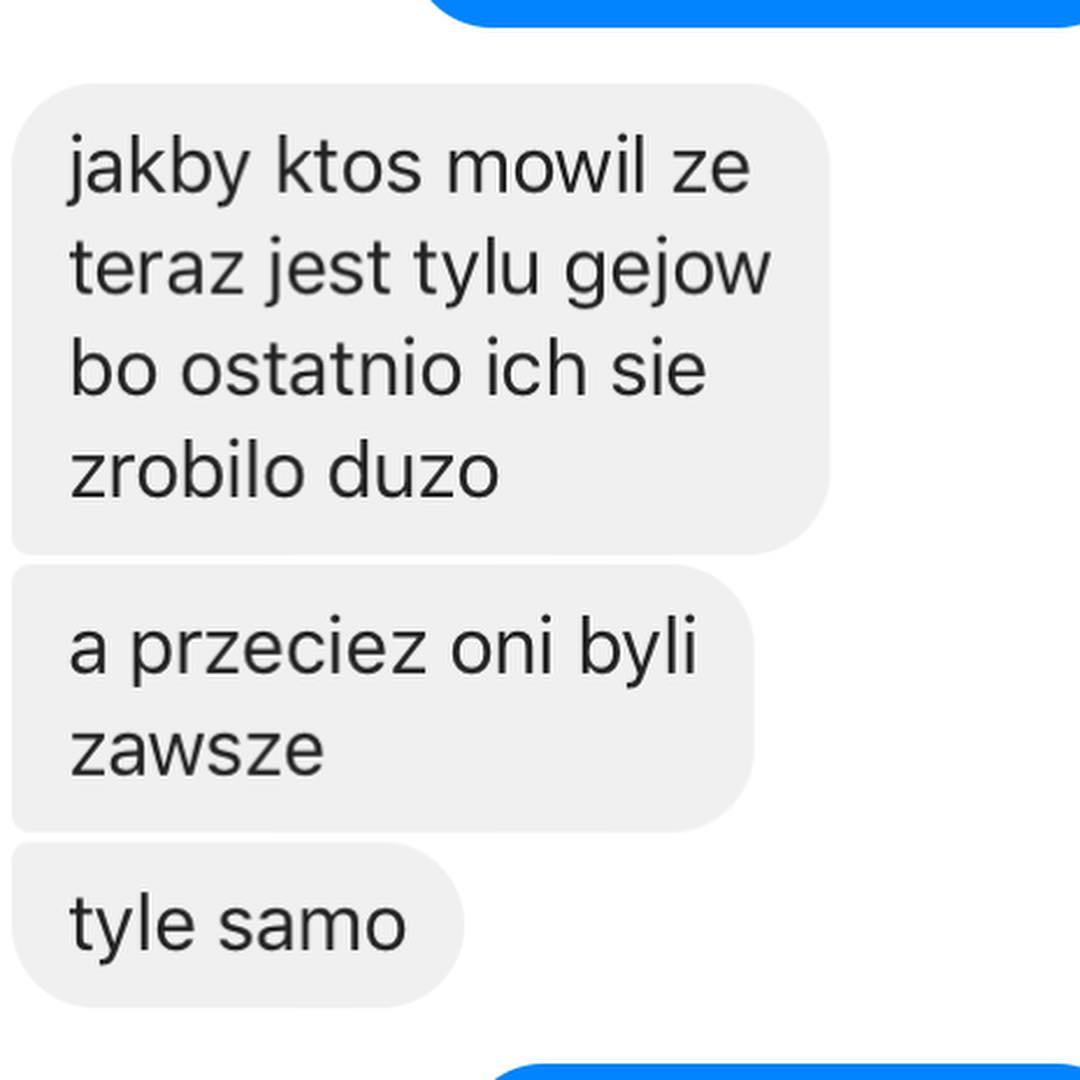 jakby ktos mowil ze
teraz jest tylu gejow
bo ostatnio ich sie
zrobilo duzo
a przeciez oni byli
zawsze
tyle samo